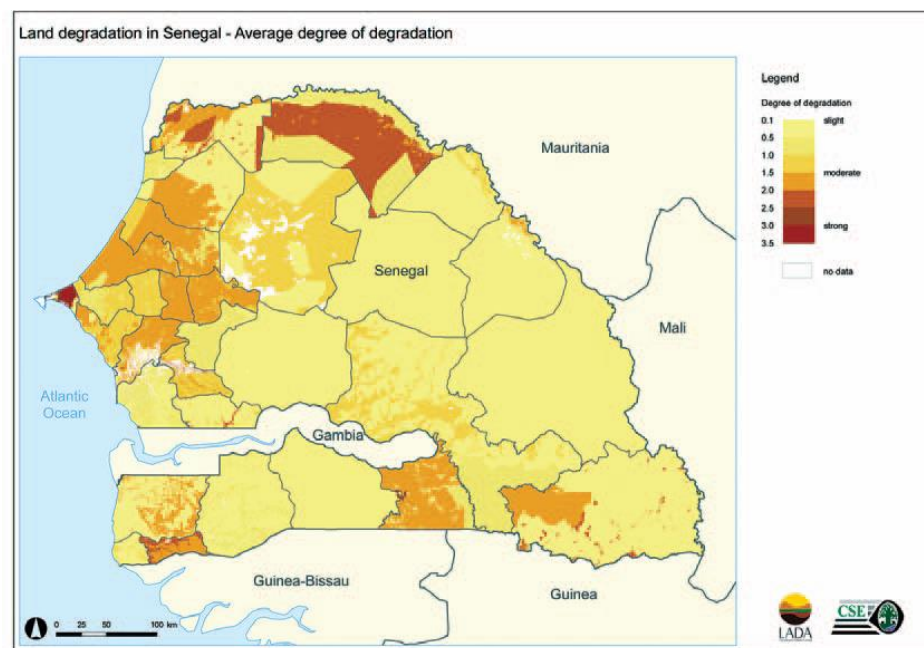 Land degradation in Senegal - Average degree of degradation
Legend
Degree of degradation
0.1 slight
0.5
1.0
1.5 moderate
2.0
2.5
3.0 strong
3.5
no data
Mauritania
Senegal
Mali
Atlantic
Ocean
Gambia
Guinea-Bissau
Guinea
0 50 100 km
LADA
CSE